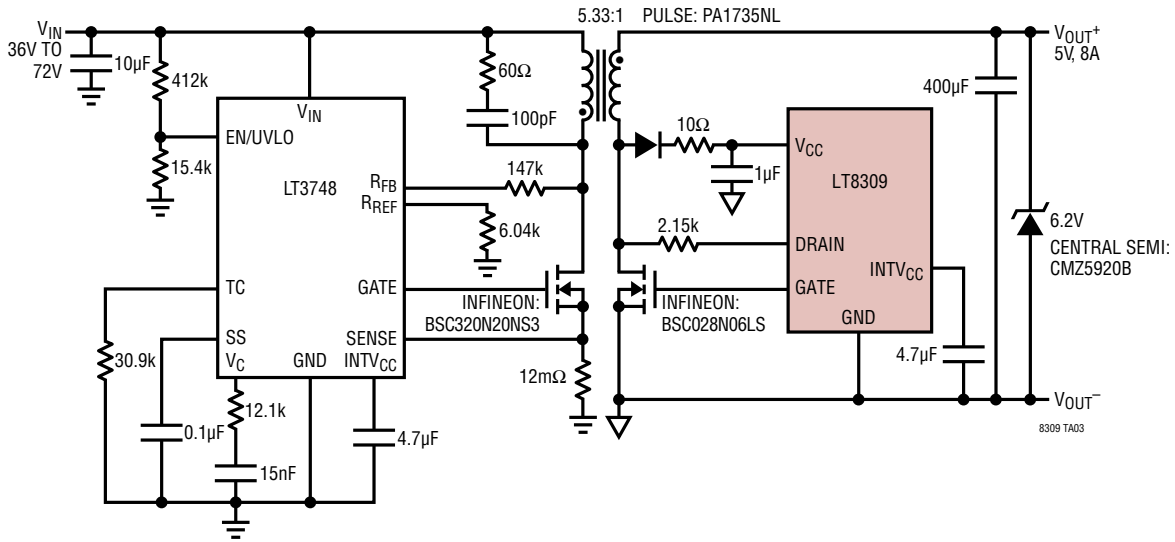 5.33:1 PULSE: PA1735NL
VIN
36V TO
72V
10µF
412k
15.4k
60Ω
100pF
VIN
EN/UVLO
LT3748
RFB
RREF
147k
6.04k
TC
GATE
SS
SENSE
VC
GND
INTVCC
30.9k
0.1µF
12.1k
15nF
4.7µF
INFINEON:
BSC320N20NS3
12mΩ
10Ω
1µF
2.15k
INFINEON:
BSC028N06LS
VCC
LT8309
DRAIN
INTVCC
GATE
GND
4.7µF
400µF
VOUT+
5V, 8A
6.2V
CENTRAL SEMI:
CMZ5920B
VOUT–
8309 TA03